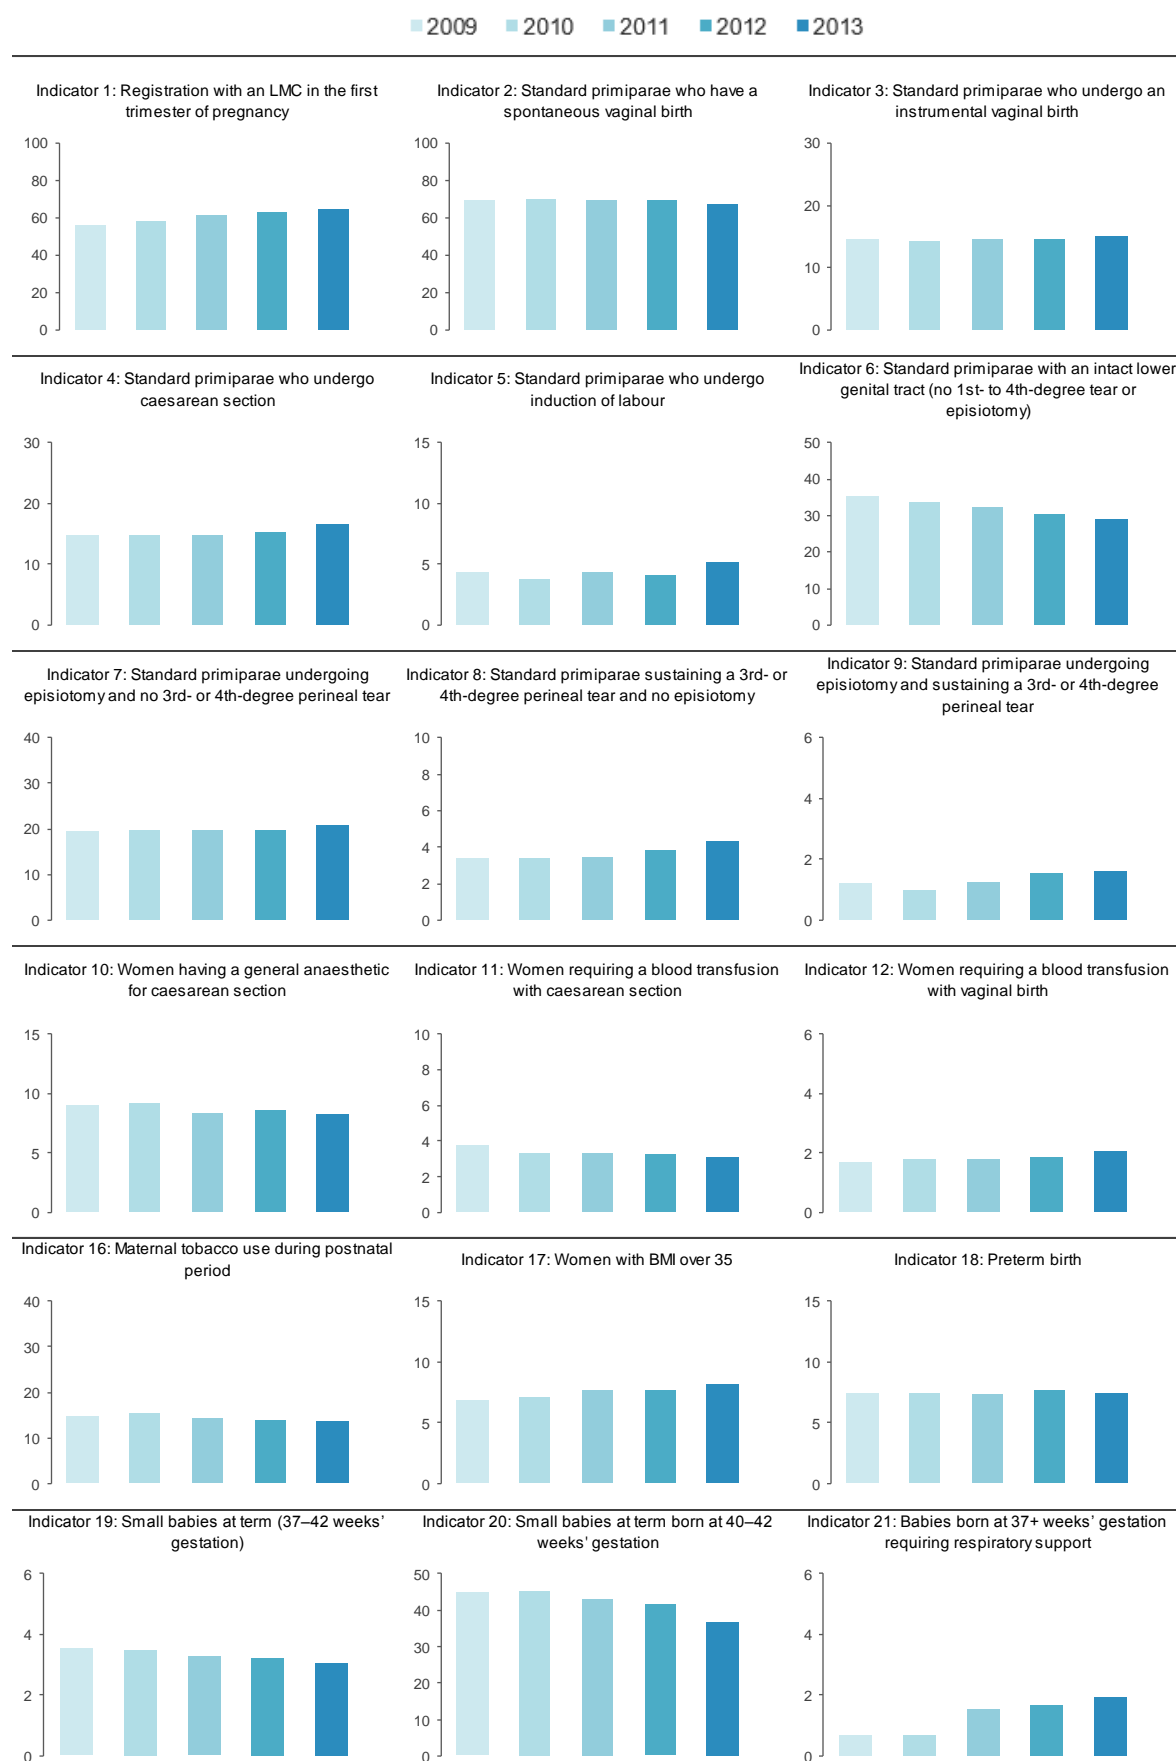 2009 2010 2011 2012 2013
Indicator 1: Registration with an LMC in the first
trimester of pregnancy
100
80
60
40
20
0
Indicator 2: Standard primiparae who have a
spontaneous vaginal birth
100
80
60
40
20
0
Indicator 3: Standard primiparae who undergo an
instrumental vaginal birth
30
20
10
0
Indicator 4: Standard primiparae who undergo
caesarean section
30
20
10
0
Indicator 5: Standard primiparae who undergo
induction of labour
15
10
5
0
Indicator 6: Standard primiparae with an intact lower
genital tract (no 1st- to 4th-degree tear or
episiotomy)
50
40
30
20
10
0
Indicator 7: Standard primiparae undergoing
episiotomy and no 3rd- or 4th-degree perineal tear
40
30
20
10
0
Indicator 8: Standard primiparae sustaining a 3rd- or
4th-degree perineal tear and no episiotomy
10
8
6
4
2
0
Indicator 9: Standard primiparae undergoing
episiotomy and sustaining a 3rd- or 4th-degree
perineal tear
6
4
2
0
Indicator 10: Women having a general anaesthetic
for caesarean section
15
10
5
0
Indicator 11: Women requiring a blood transfusion
with caesarean section
10
8
6
4
2
0
Indicator 12: Women requiring a blood transfusion
with vaginal birth
6
4
2
0
Indicator 16: Maternal tobacco use during postnatal
period
40
30
20
10
0
Indicator 17: Women with BMI over 35
15
10
5
0
Indicator 18: Preterm birth
15
10
5
0
Indicator 19: Small babies at term (37–42 weeks’
gestation)
6
4
2
0
Indicator 20: Small babies at term born at 40–42
weeks’ gestation
50
40
30
20
10
0
Indicator 21: Babies born at 37+ weeks’ gestation
requiring respiratory support
6
4
2
0